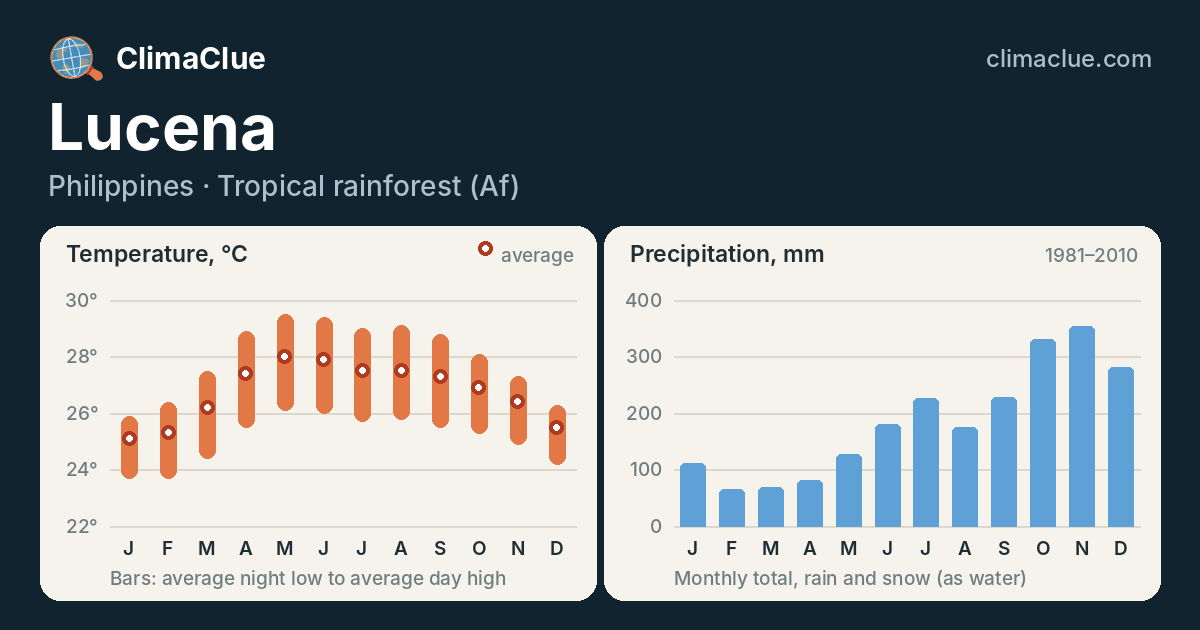 ClimaClue
climaclue.com
Lucena
Philippines · Tropical rainforest (Af)
Temperature, °C
average
30°
28°
26°
24°
22°
J F M A M J J A S O N D
Bars: average night low to average day high
Precipitation, mm
1981–2010
400
300
200
100
0
J F M A M J J A S O N D
Monthly total, rain and snow (as water)